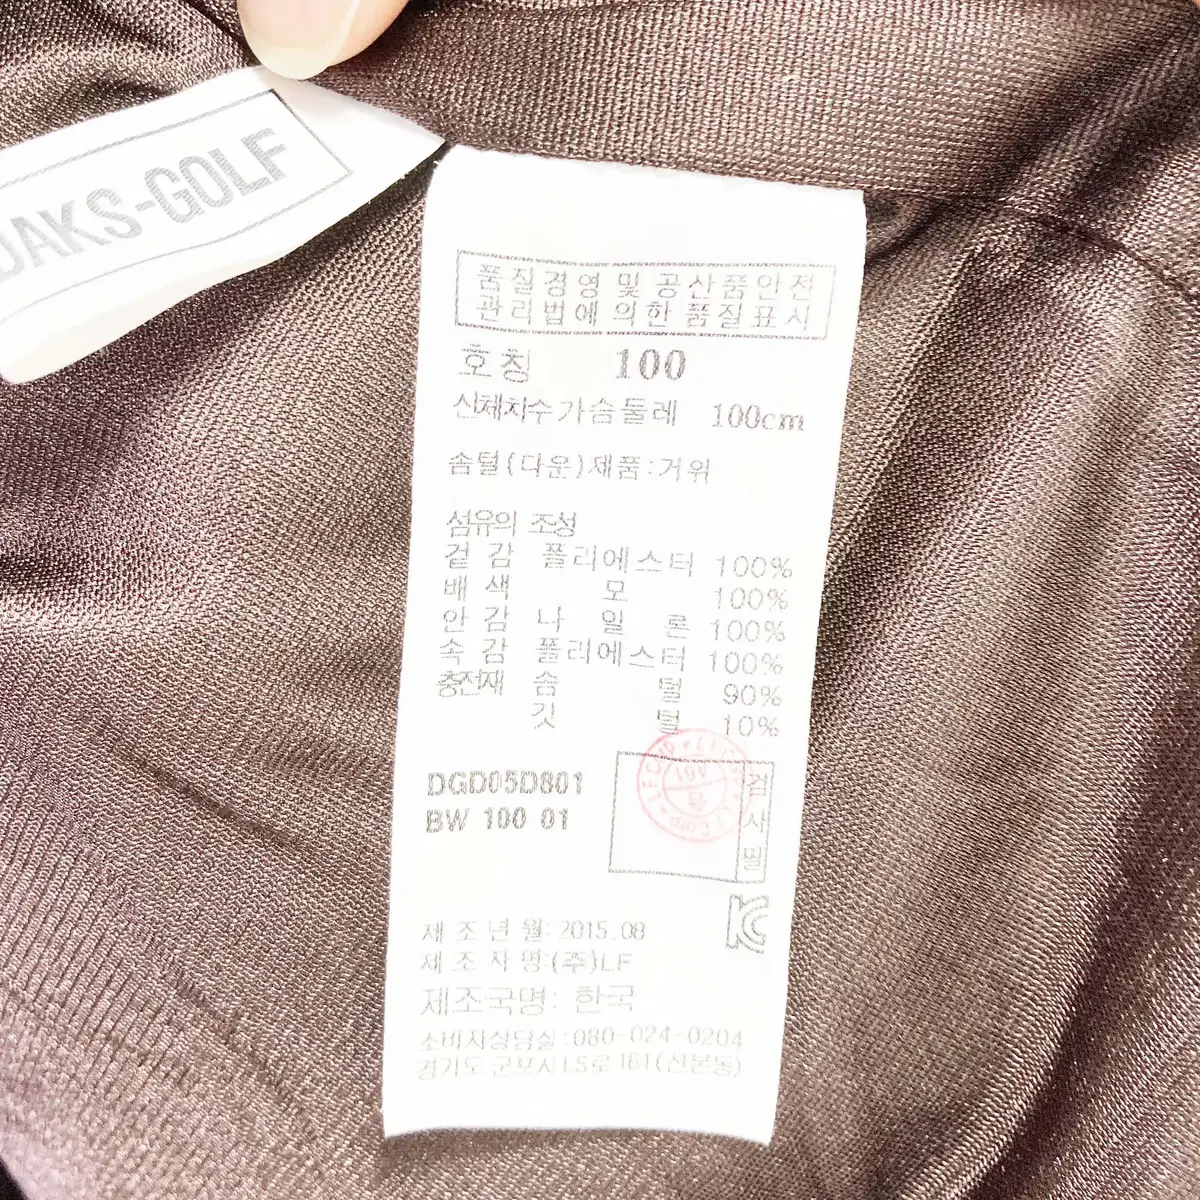 DAKS-GOLF
품질경영 및 공산품안전
관리법에 의한 품질표시
호칭 100
신체치수 가슴둘레 100cm
솜털(다운)제품:거위
섬유의 조성
겉감 폴리에스터 100%
배색 모 100%
안감 나일론 100%
속감 폴리에스터 100%
충전재 솜털 90%
깃털 10%
DGD05D801
BW 100 01
검사필
제조년월: 2015.08
제조자명:(주)LF
제조국명: 한국
소비자상담실:080-024-0204
경기도 군포시 LS로 161 (산본동)